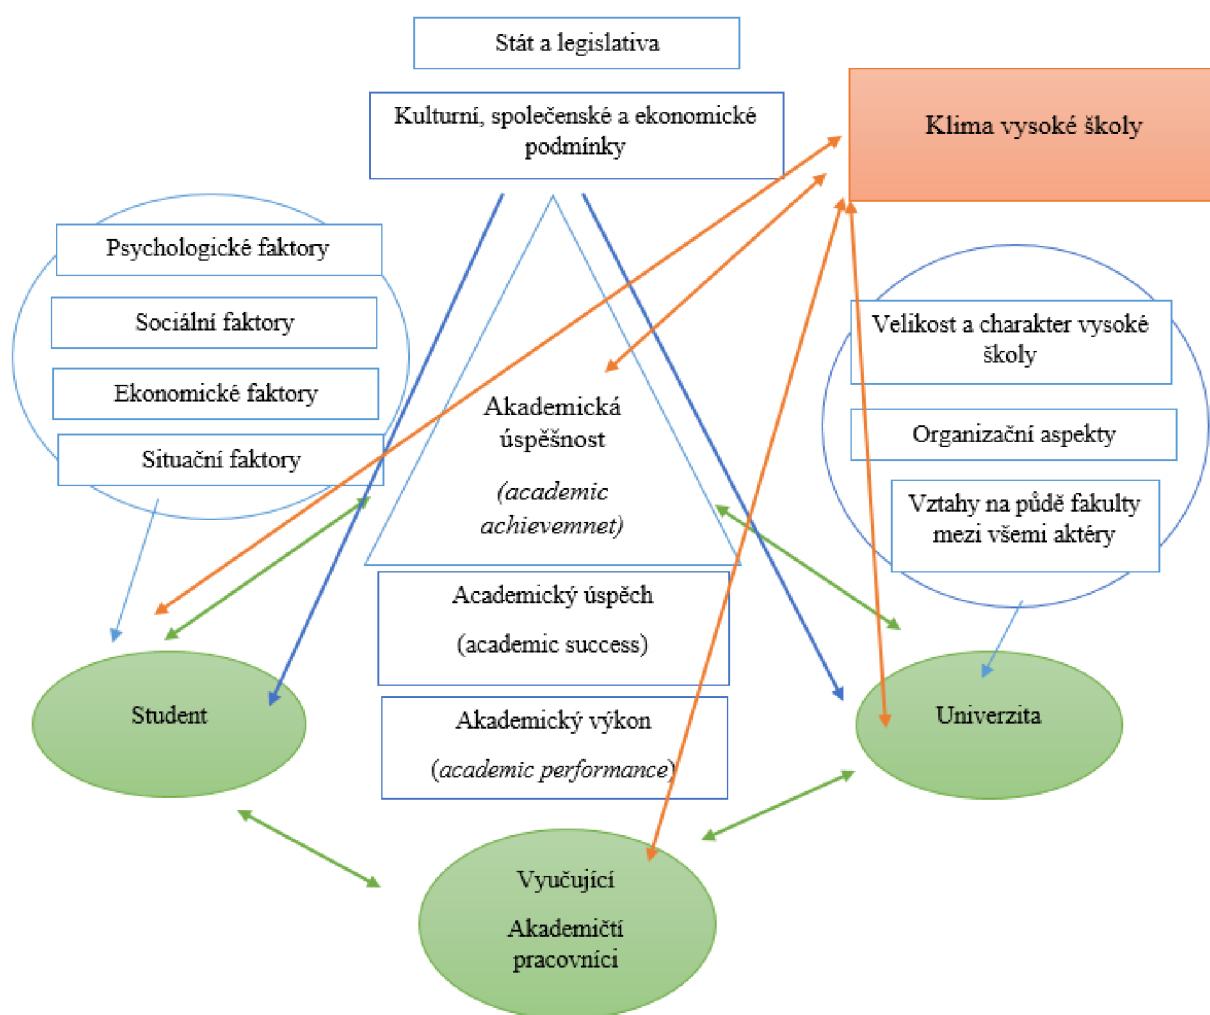 Stát a legislativa
Kulturní, společenské a ekonomické
podmínky
Klima vysoké školy
Psychologické faktory
Sociální faktory
Ekonomické faktory
Situační faktory
Velikost a charakter vysoké
školy
Organizační aspekty
Vztahy na půdě fakulty
mezi všemi aktéry
Akademická
úspěšnost
(academic
achievemnet)
Academický úspěch
(academic success)
Akademický výkon
(academic performance)
Student
Univerzita
Vyučující
Akademičtí
pracovníci